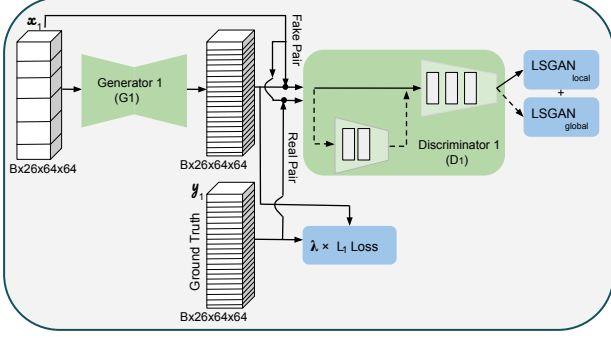 x1
Generator 1
(G1)
Bx26x64x64
Bx26x64x64
Fake Pair
Real Pair
Discriminator 1
(D1)
LSGAN local
+
LSGAN global
y1
Ground Truth
Bx26x64x64
λ × L1 Loss